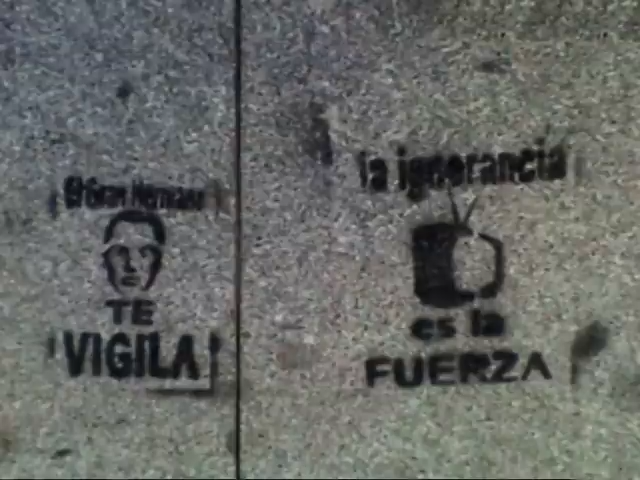 El Gran Hermano
TE
VIGILA
la ignorancia
es la
FUERZA